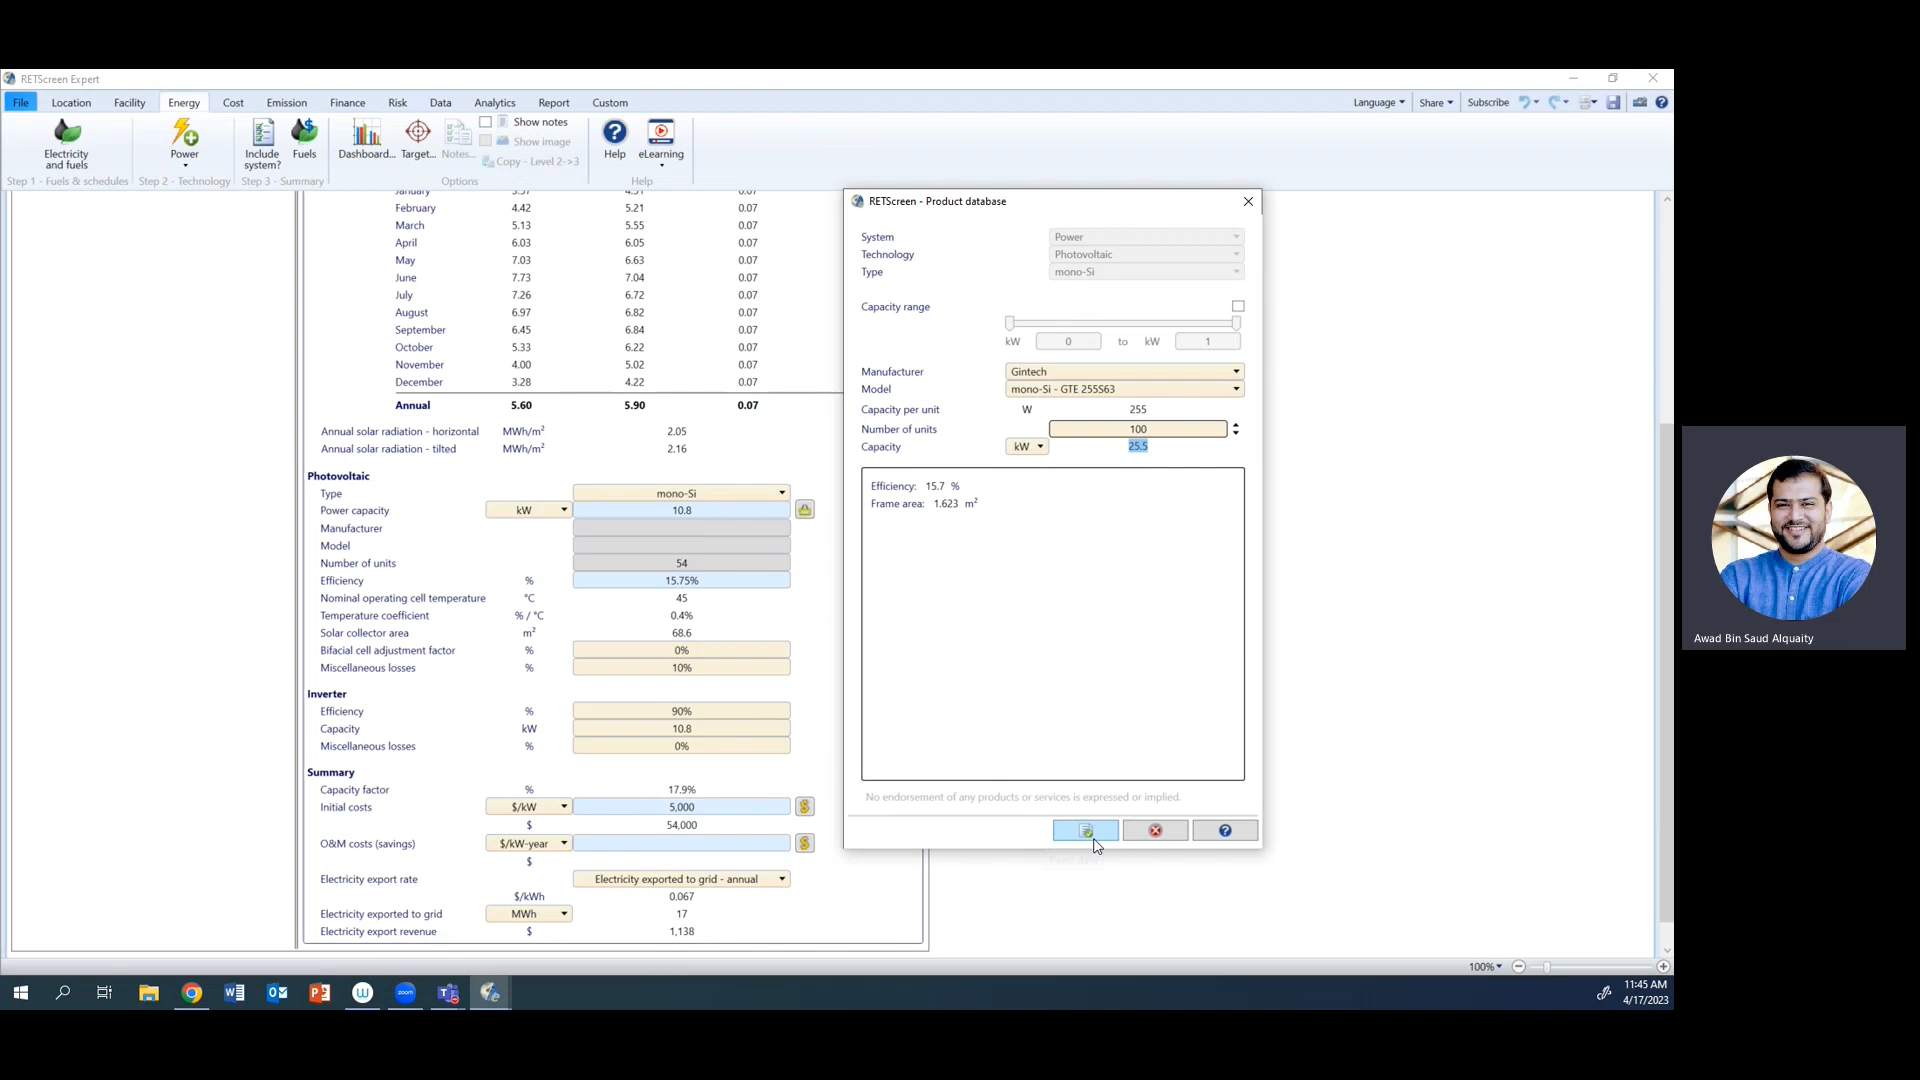 RETScreen Expert
File Location Facility Energy Cost Emission Finance Risk Data Analytics Report Custom Language Share Subscribe
Electricity and fuels
Power
Include system?
Fuels
Dashboard... Target... Notes...
Show notes
Show image
Copy - Level 2->3
Help eLearning
Step 1 - Fuels & schedules Step 2 - Technology Step 3 - Summary Options Help
January 3.37 4.31 0.07
February 4.42 5.21 0.07
March 5.13 5.55 0.07
April 6.03 6.05 0.07
May 7.03 6.63 0.07
June 7.73 7.04 0.07
July 7.26 6.72 0.07
August 6.97 6.82 0.07
September 6.45 6.84 0.07
October 5.33 6.22 0.07
November 4.00 5.02 0.07
December 3.28 4.22 0.07
Annual 5.60 5.90 0.07
Annual solar radiation - horizontal MWh/m² 2.05
Annual solar radiation - tilted MWh/m² 2.16
Photovoltaic
Type mono-Si
Power capacity kW 10.8
Manufacturer
Model
Number of units 54
Efficiency % 15.75%
Nominal operating cell temperature °C 45
Temperature coefficient % / °C 0.4%
Solar collector area m² 68.6
Bifacial cell adjustment factor % 0%
Miscellaneous losses % 10%
Inverter
Efficiency % 90%
Capacity kW 10.8
Miscellaneous losses % 0%
Summary
Capacity factor % 17.9%
Initial costs $/kW 5,000
$ 54,000
O&M costs (savings) $/kW-year
$
Electricity export rate Electricity exported to grid - annual
$/kWh 0.067
Electricity exported to grid MWh 17
Electricity export revenue $ 1,138
RETScreen - Product database
System Power
Technology Photovoltaic
Type mono-Si
Capacity range
kW 0 to kW 1
Manufacturer Gintech
Model mono-Si - GTE 255S63
Capacity per unit W 255
Number of units 100
Capacity kW 25.5
Efficiency: 15.7 %
Frame area: 1.623 m²
No endorsement of any products or services is expressed or implied.
Awad Bin Saud Alquaity
100%
11:45 AM
4/17/2023